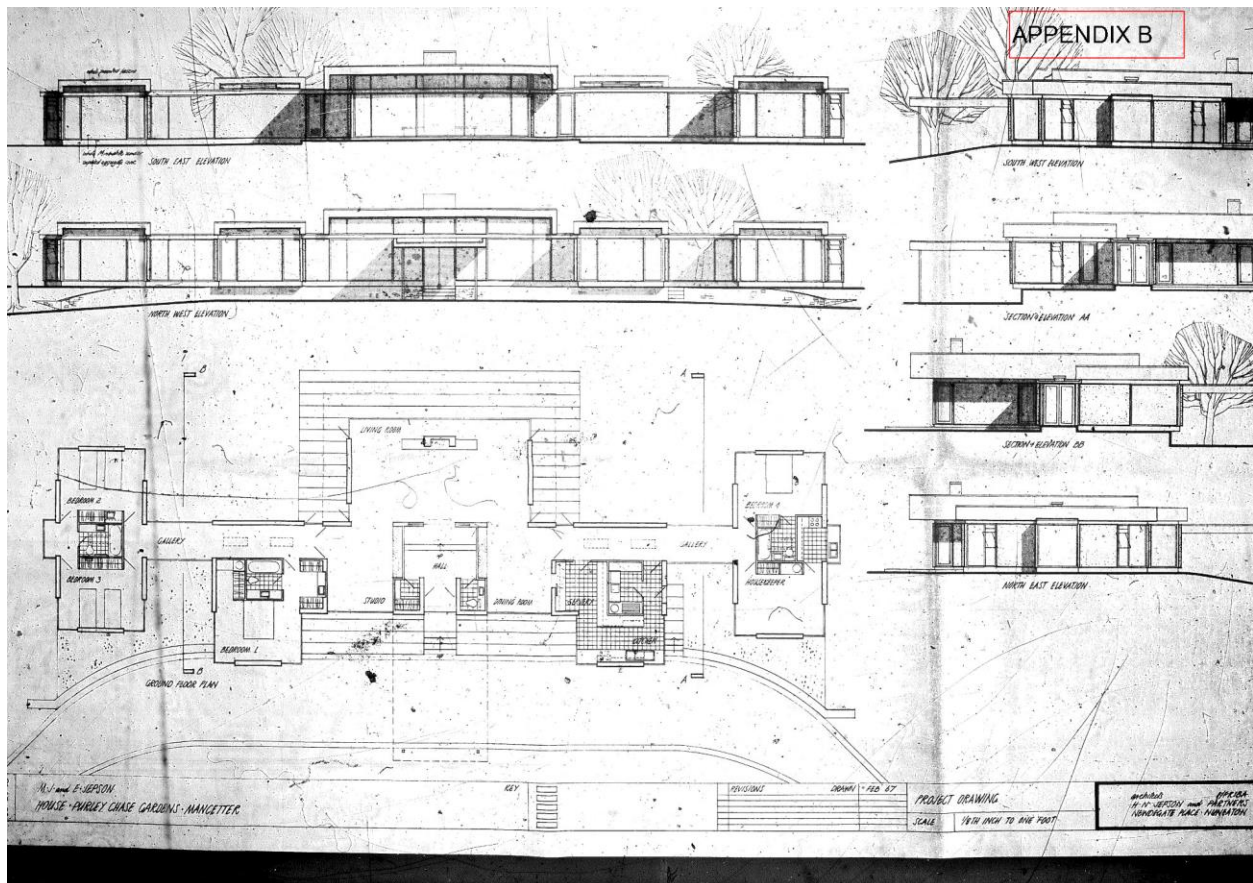 APPENDIX B
SOUTH EAST ELEVATION
SOUTH WEST ELEVATION
NORTH WEST ELEVATION
SECTION & ELEVATION AA
SECTION & ELEVATION BB
NORTH EAST ELEVATION
B
A
LIVING ROOM
BEDROOM 2
BEDROOM 4
GALLERY
GALLERY
HALL
BEDROOM 3
HOUSEKEEPER
STUDIO
DINING ROOM
SERVERY
KITCHEN
BEDROOM 1
B
A
GROUND FLOOR PLAN
M.J. and E. JEPSON
HOUSE · PURLEY CHASE GARDENS · MANCETTER
KEY
REVISIONS
DRAWN · FEB 67
PROJECT DRAWING
SCALE 1/8TH INCH TO ONE FOOT
architects
H·N· JEPSON and PARTNERS
NEWDEGATE PLACE · NUNEATON